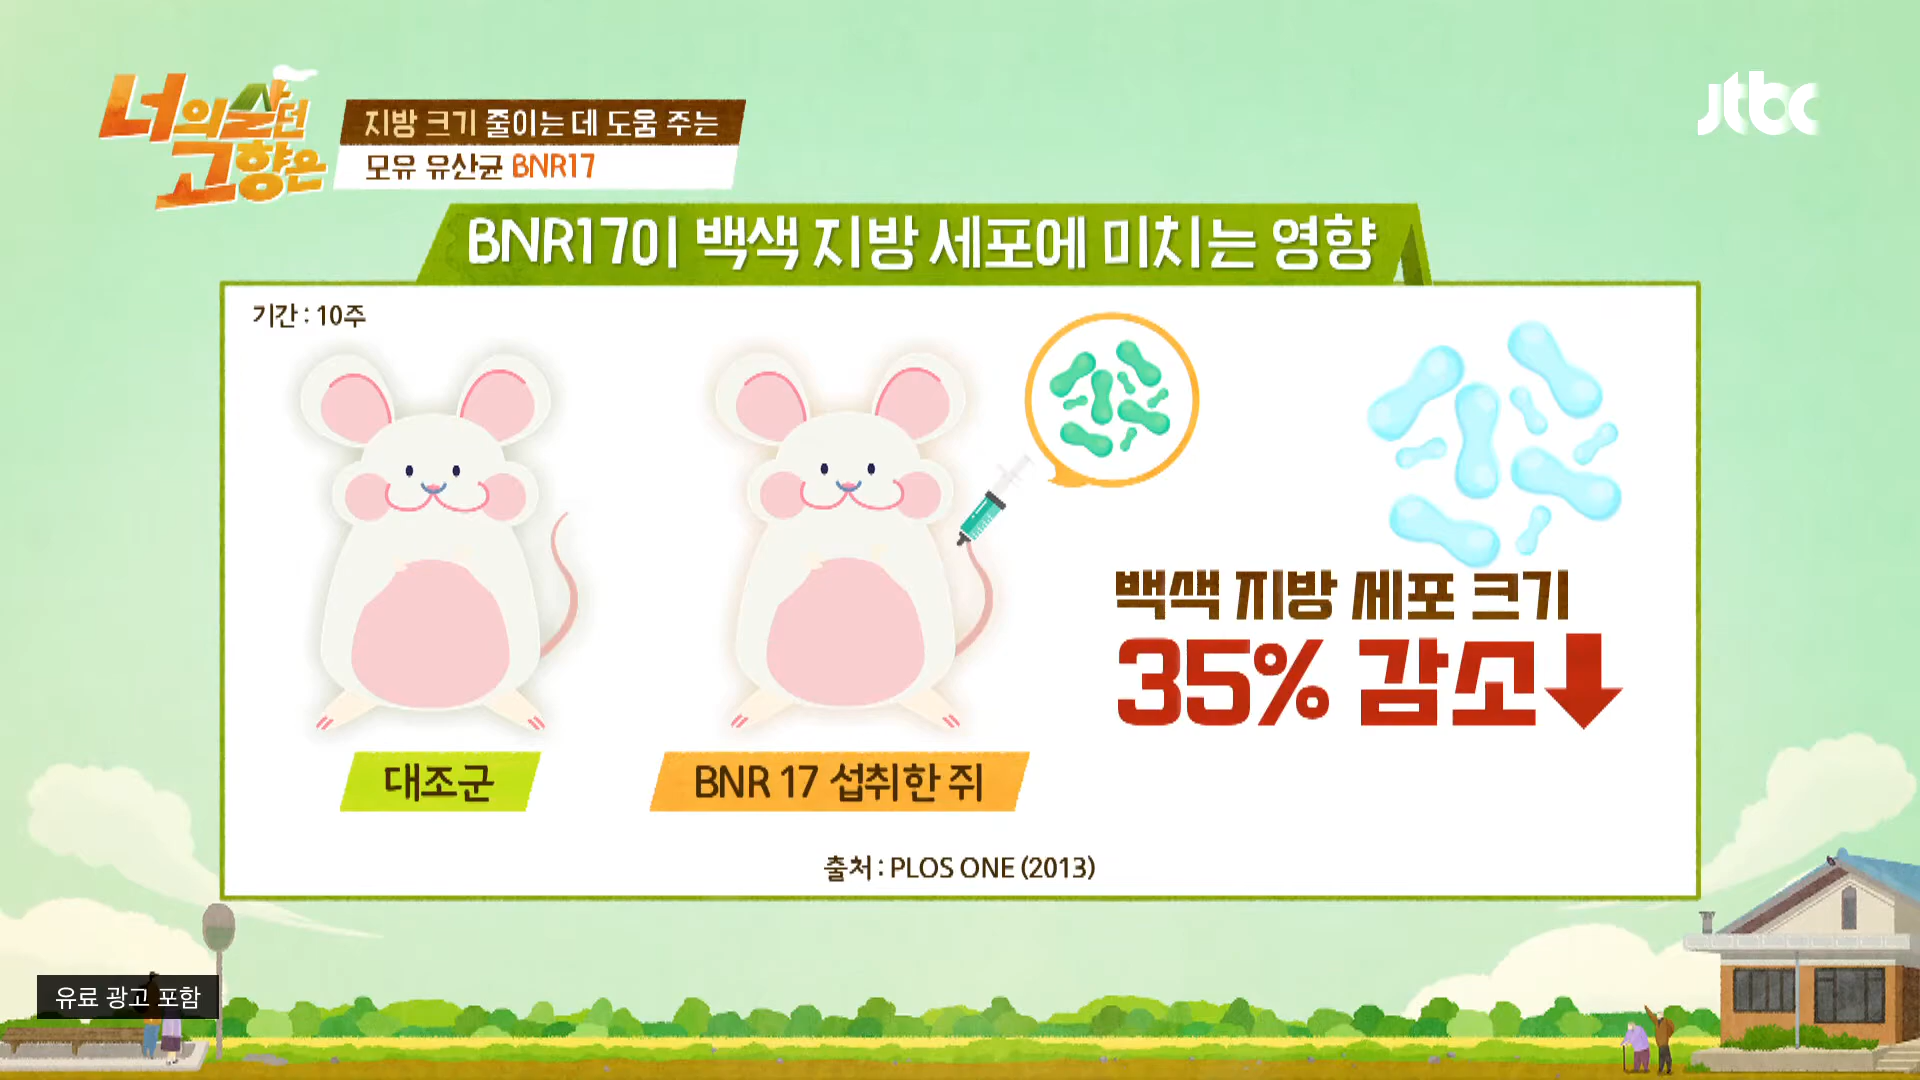 너의 살던
고향은
지방 크기 줄이는 데 도움 주는
모유 유산균 BNR17
jtbc
BNR17이 백색 지방 세포에 미치는 영향
기간 : 10주
백색 지방 세포 크기
35% 감소
대조군
BNR 17 섭취한 쥐
출처 : PLOS ONE (2013)
유료 광고 포함